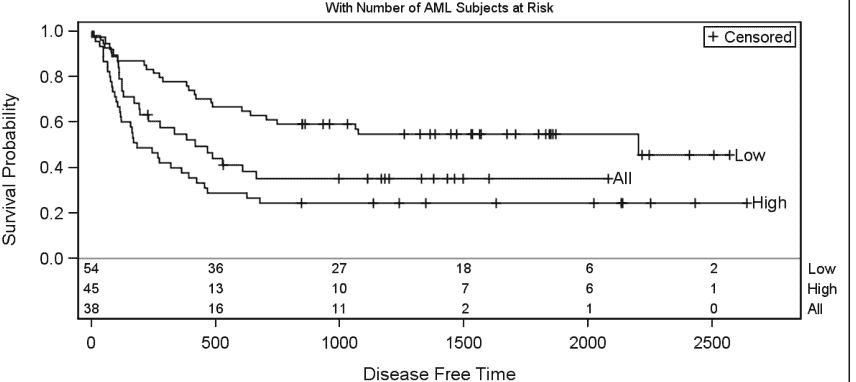 With Number of AML Subjects at Risk
+ Censored
Survival Probability
1.0
0.8
0.6
0.4
0.2
0.0
Low
All
High
54 36 27 18 6 2 Low
45 13 10 7 6 1 High
38 16 11 2 1 0 All
0 500 1000 1500 2000 2500
Disease Free Time